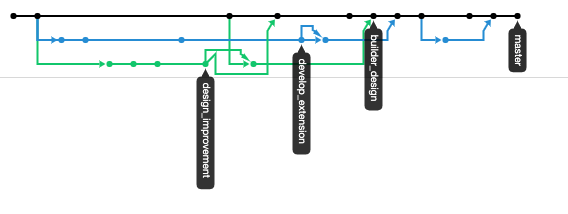 design_improvement
develop_extension
builder_design
master